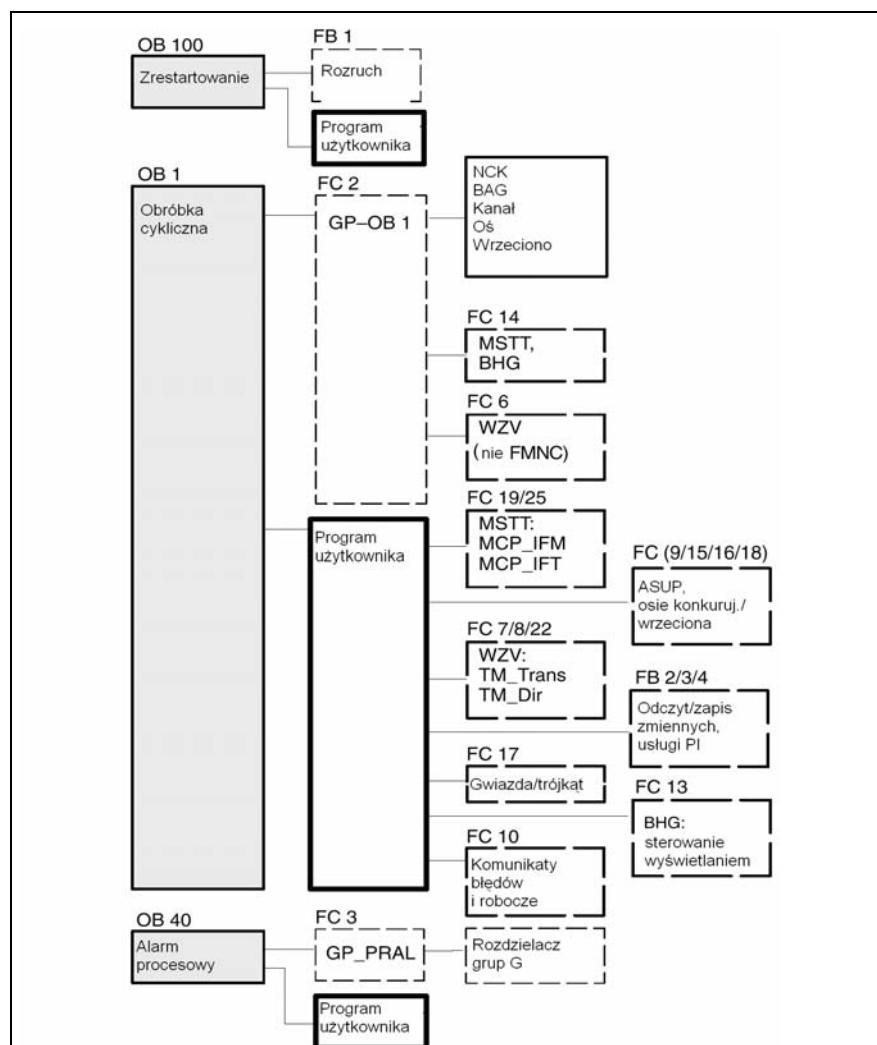 OB 100
Zrestartowanie
FB 1
Rozruch
Program
użytkownika
OB 1
Obróbka
cykliczna
FC 2
GP–OB 1
NCK
BAG
Kanał
Oś
Wrzeciono
FC 14
MSTT,
BHG
FC 6
WZV
(nie FMNC)
FC 19/25
MSTT:
MCP_IFM
MCP_IFT
Program
użytkownika
FC (9/15/16/18)
ASUP,
osie konkuruj./
wrzeciona
FC 7/8/22
WZV:
TM_Trans
TM_Dir
FB 2/3/4
Odczyt/zapis
zmiennych,
usługi PI
FC 17
Gwiazda/trójkąt
FC 13
BHG:
sterowanie
wyświetlaniem
FC 10
Komunikaty
błędów
i robocze
OB 40
Alarm
procesowy
FC 3
GP_PRAL
Rozdzielacz
grup G
Program
użytkownika